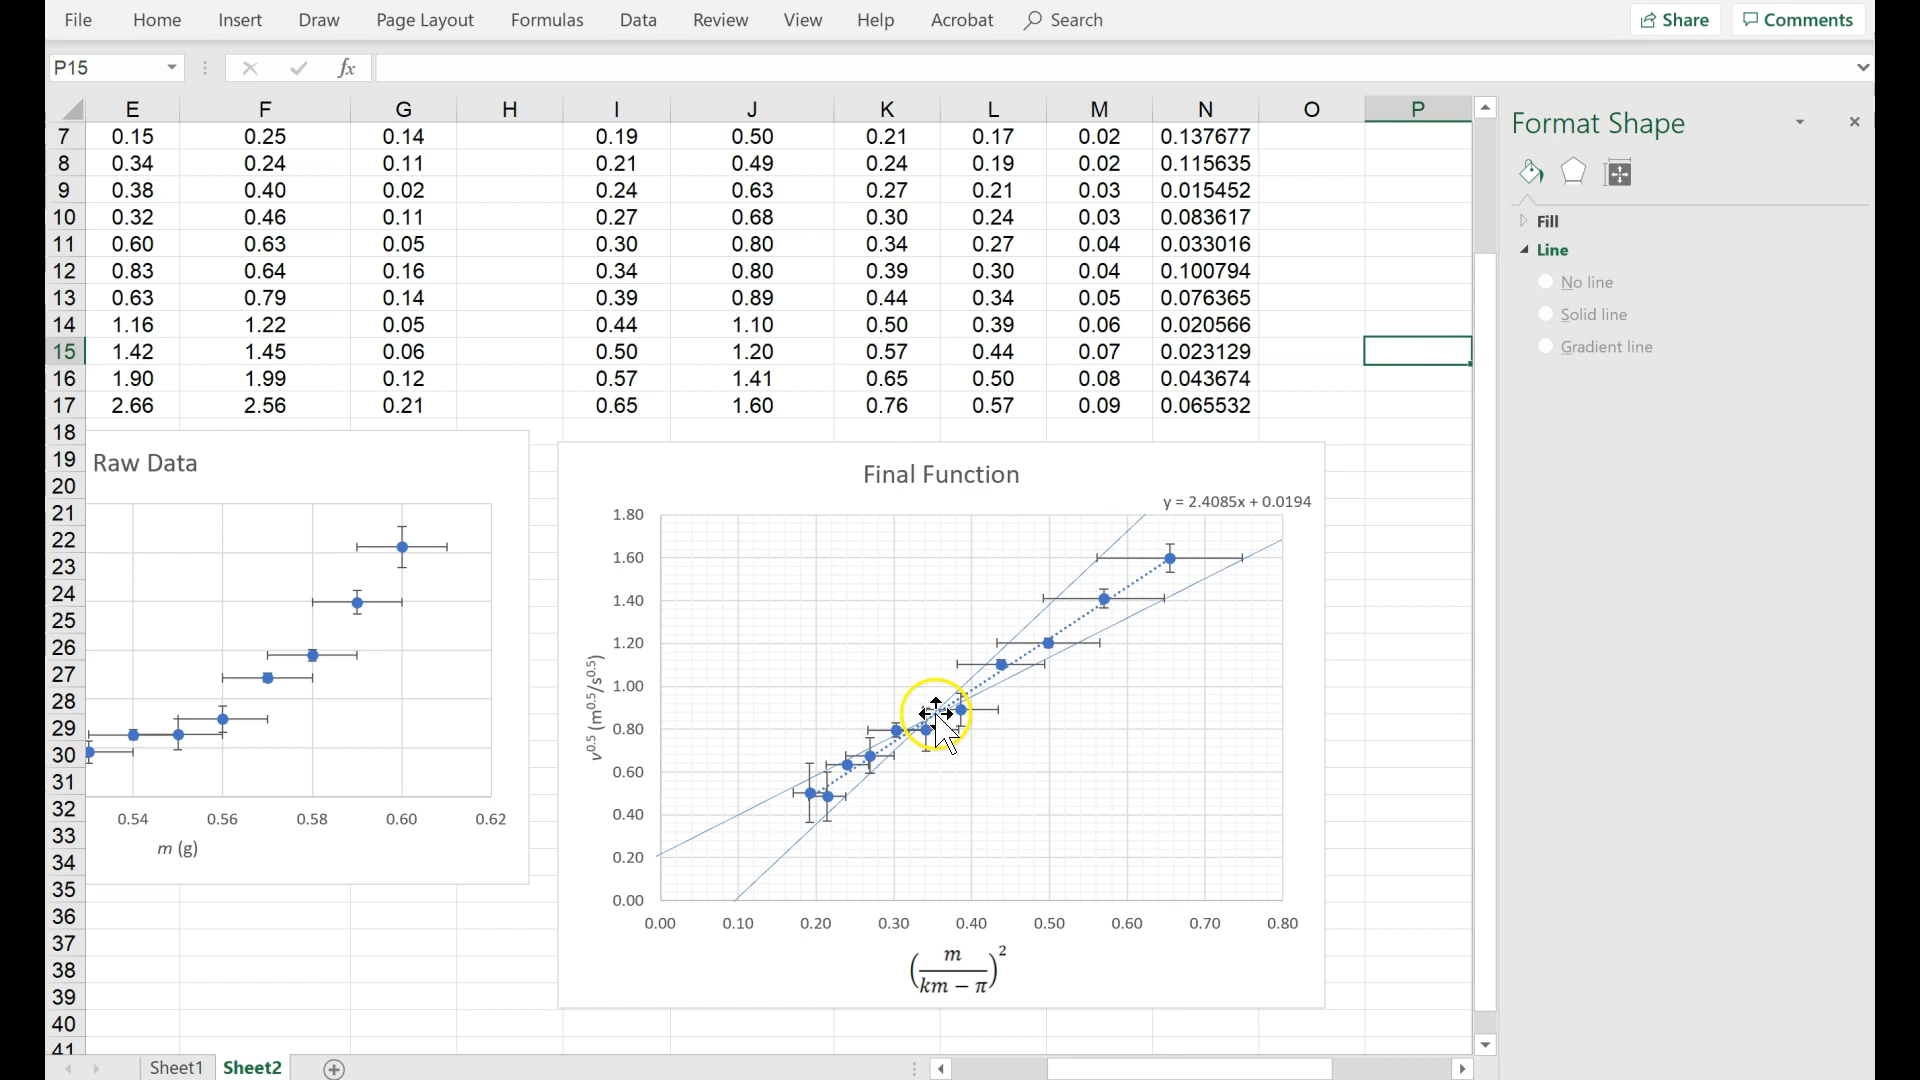 File Home Insert Draw Page Layout Formulas Data Review View Help Acrobat Search Share Comments
P15 fx
E F G H I J K L M N O P
7 0.15 0.25 0.14 0.19 0.50 0.21 0.17 0.02 0.137677
8 0.34 0.24 0.11 0.21 0.49 0.24 0.19 0.02 0.115635
9 0.38 0.40 0.02 0.24 0.63 0.27 0.21 0.03 0.015452
10 0.32 0.46 0.11 0.27 0.68 0.30 0.24 0.03 0.083617
11 0.60 0.63 0.05 0.30 0.80 0.34 0.27 0.04 0.033016
12 0.83 0.64 0.16 0.34 0.80 0.39 0.30 0.04 0.100794
13 0.63 0.79 0.14 0.39 0.89 0.44 0.34 0.05 0.076365
14 1.16 1.22 0.05 0.44 1.10 0.50 0.39 0.06 0.020566
15 1.42 1.45 0.06 0.50 1.20 0.57 0.44 0.07 0.023129
16 1.90 1.99 0.12 0.57 1.41 0.65 0.50 0.08 0.043674
17 2.66 2.56 0.21 0.65 1.60 0.76 0.57 0.09 0.065532
18
19
20
21
22
23
24
25
26
27
28
29
30
31
32
33
34
35
36
37
38
39
40
41
Raw Data
0.54 0.56 0.58 0.60 0.62
m (g)
Final Function
y = 2.4085x + 0.0194
1.80
1.60
1.40
1.20
1.00
0.80
0.60
0.40
0.20
0.00
v^0.5 (m^0.5/s^0.5)
0.00 0.10 0.20 0.30 0.40 0.50 0.60 0.70 0.80
(m/(km − π))^2
Format Shape
Fill
Line
No line
Solid line
Gradient line
Sheet1 Sheet2